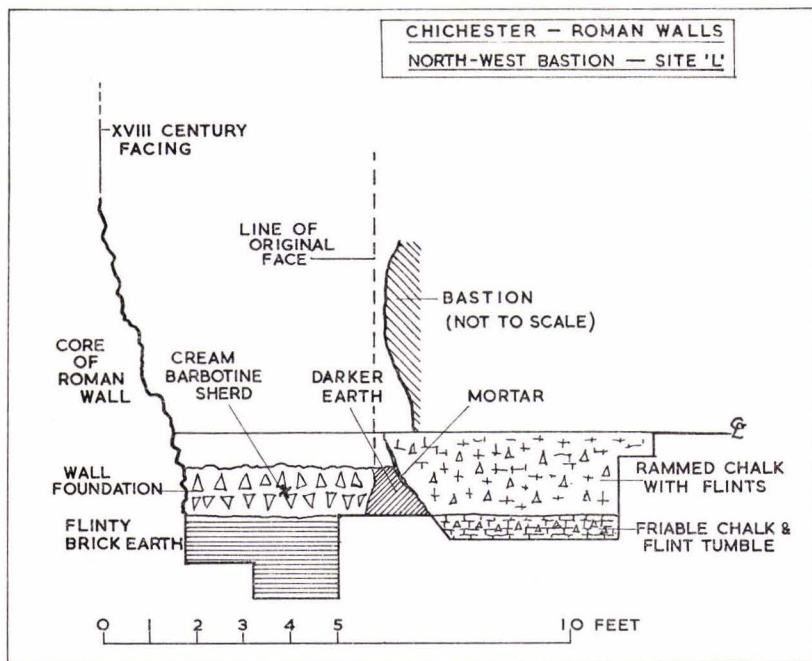 CHICHESTER — ROMAN WALLS
NORTH-WEST BASTION — SITE 'L'
XVIII CENTURY
FACING
LINE OF
ORIGINAL
FACE
BASTION
(NOT TO SCALE)
CORE
OF
ROMAN
WALL
CREAM
BARBOTINE
SHERD
DARKER
EARTH
MORTAR
WALL
FOUNDATION
RAMMED CHALK
WITH FLINTS
FLINTY
BRICK EARTH
FRIABLE CHALK &
FLINT TUMBLE
0 1 2 3 4 5 10 FEET